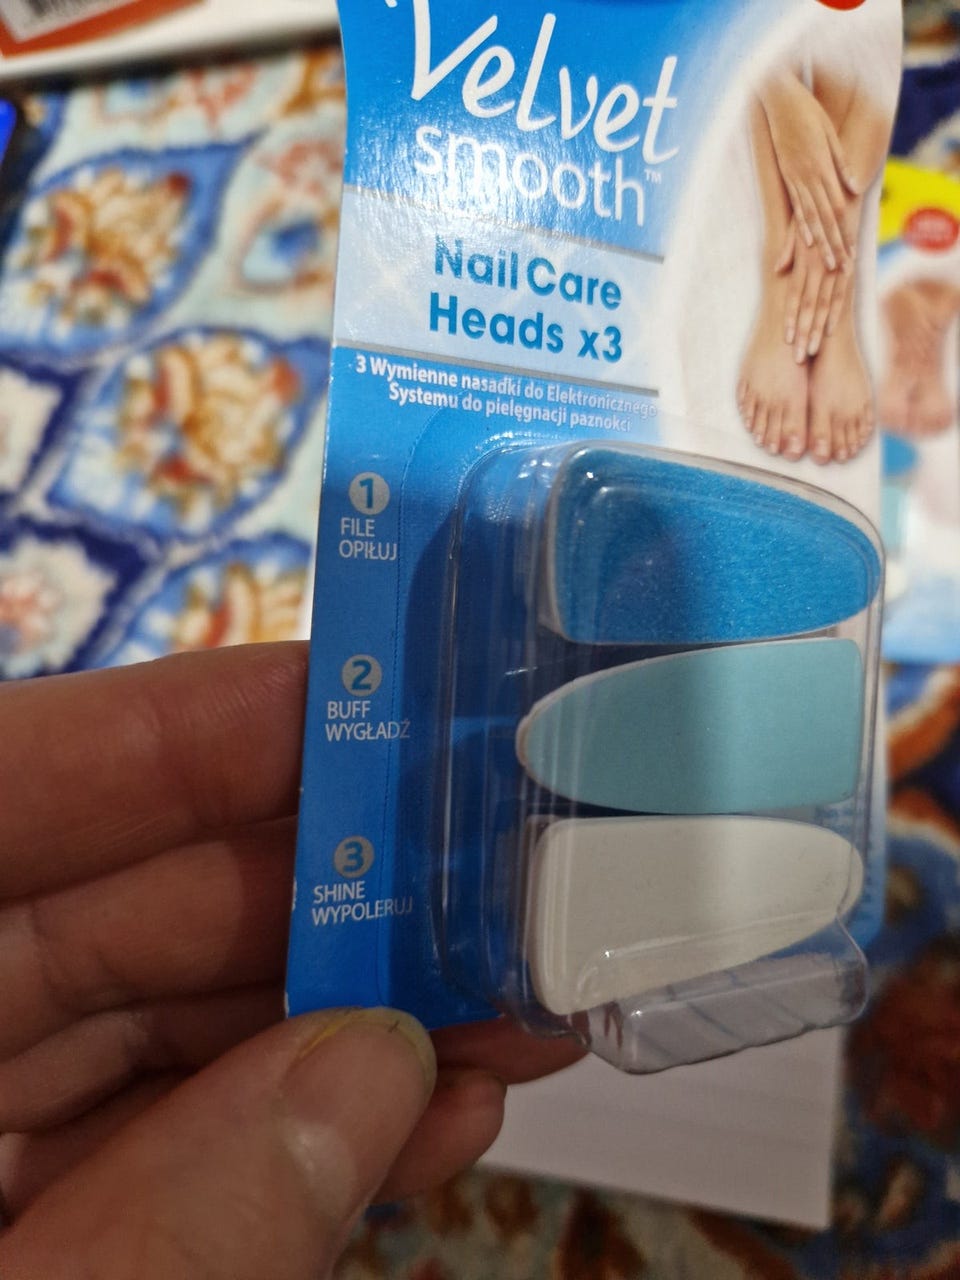 Velvet
smooth™
Nail Care
Heads x3
3 Wymienne nasadki do Elektronicznego
Systemu do pielęgnacji paznokci
1
FILE
OPIŁUJ
2
BUFF
WYGŁADŹ
3
SHINE
WYPOLERUJ